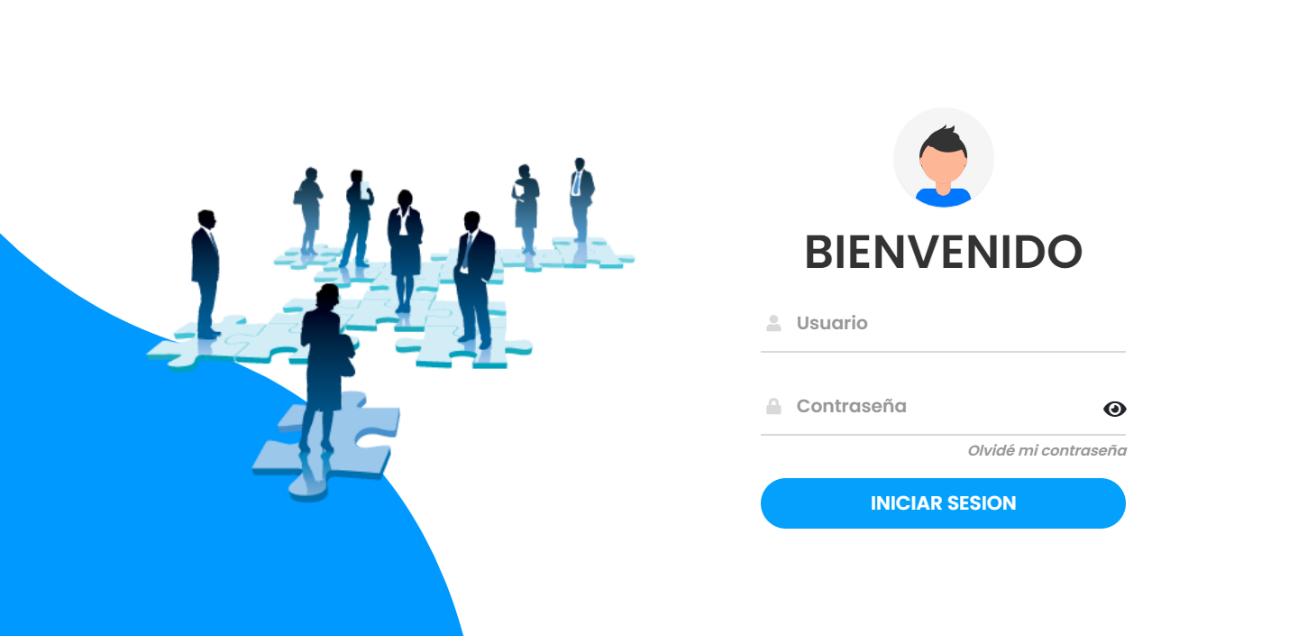 BIENVENIDO
Usuario
Contraseña
Olvidé mi contraseña
INICIAR SESION